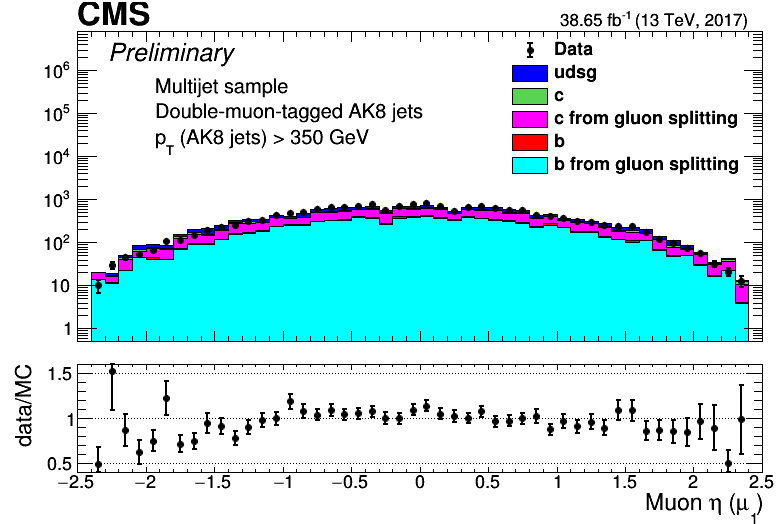 CMS
38.65 fb⁻¹ (13 TeV, 2017)
Preliminary
Multijet sample
Double-muon-tagged AK8 jets
p_T (AK8 jets) > 350 GeV
Data
udsg
c
c from gluon splitting
b
b from gluon splitting
10⁶
10⁵
10⁴
10³
10²
10
1
data/MC
1.5
1
0.5
−2.5 −2 −1.5 −1 −0.5 0 0.5 1 1.5 2 2.5
Muon η (μ₁)